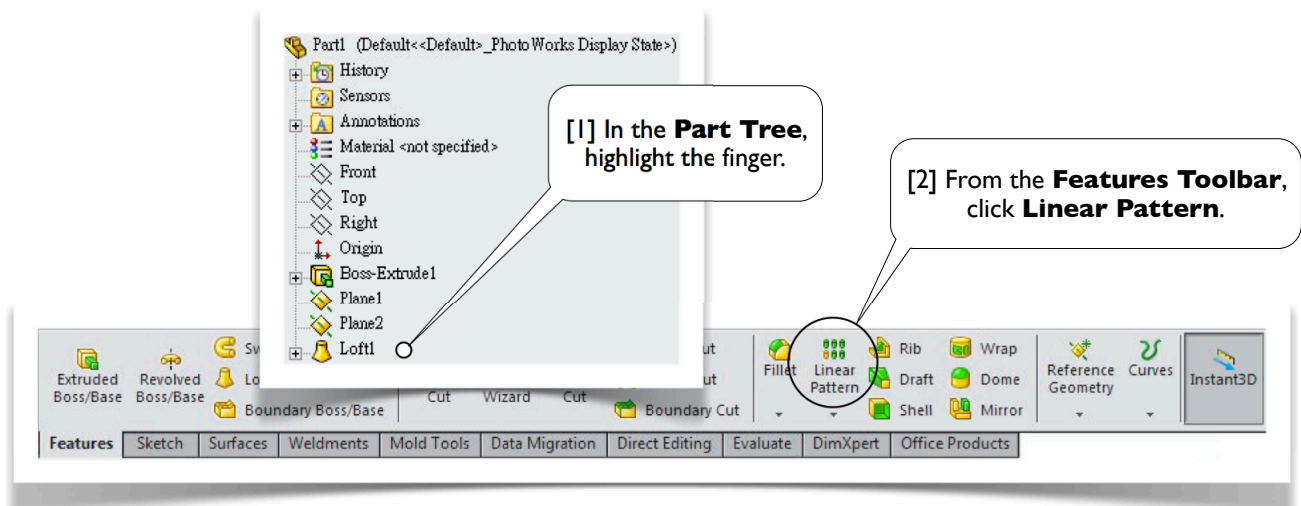 Part1 (Default<<Default>_PhotoWorks Display State>)
History
Sensors
Annotations
Material <not specified>
Front
Top
Right
Origin
Boss-Extrude1
Plane1
Plane2
Loft1
[1] In the Part Tree,
highlight the finger.
[2] From the Features Toolbar,
click Linear Pattern.
Extruded
Boss/Base
Revolved
Boss/Base
Boundary Boss/Base
Cut
Wizard
Cut
Boundary Cut
Fillet
Linear
Pattern
Rib
Draft
Shell
Wrap
Dome
Mirror
Reference
Geometry
Curves
Instant3D
Features Sketch Surfaces Weldments Mold Tools Data Migration Direct Editing Evaluate DimXpert Office Products